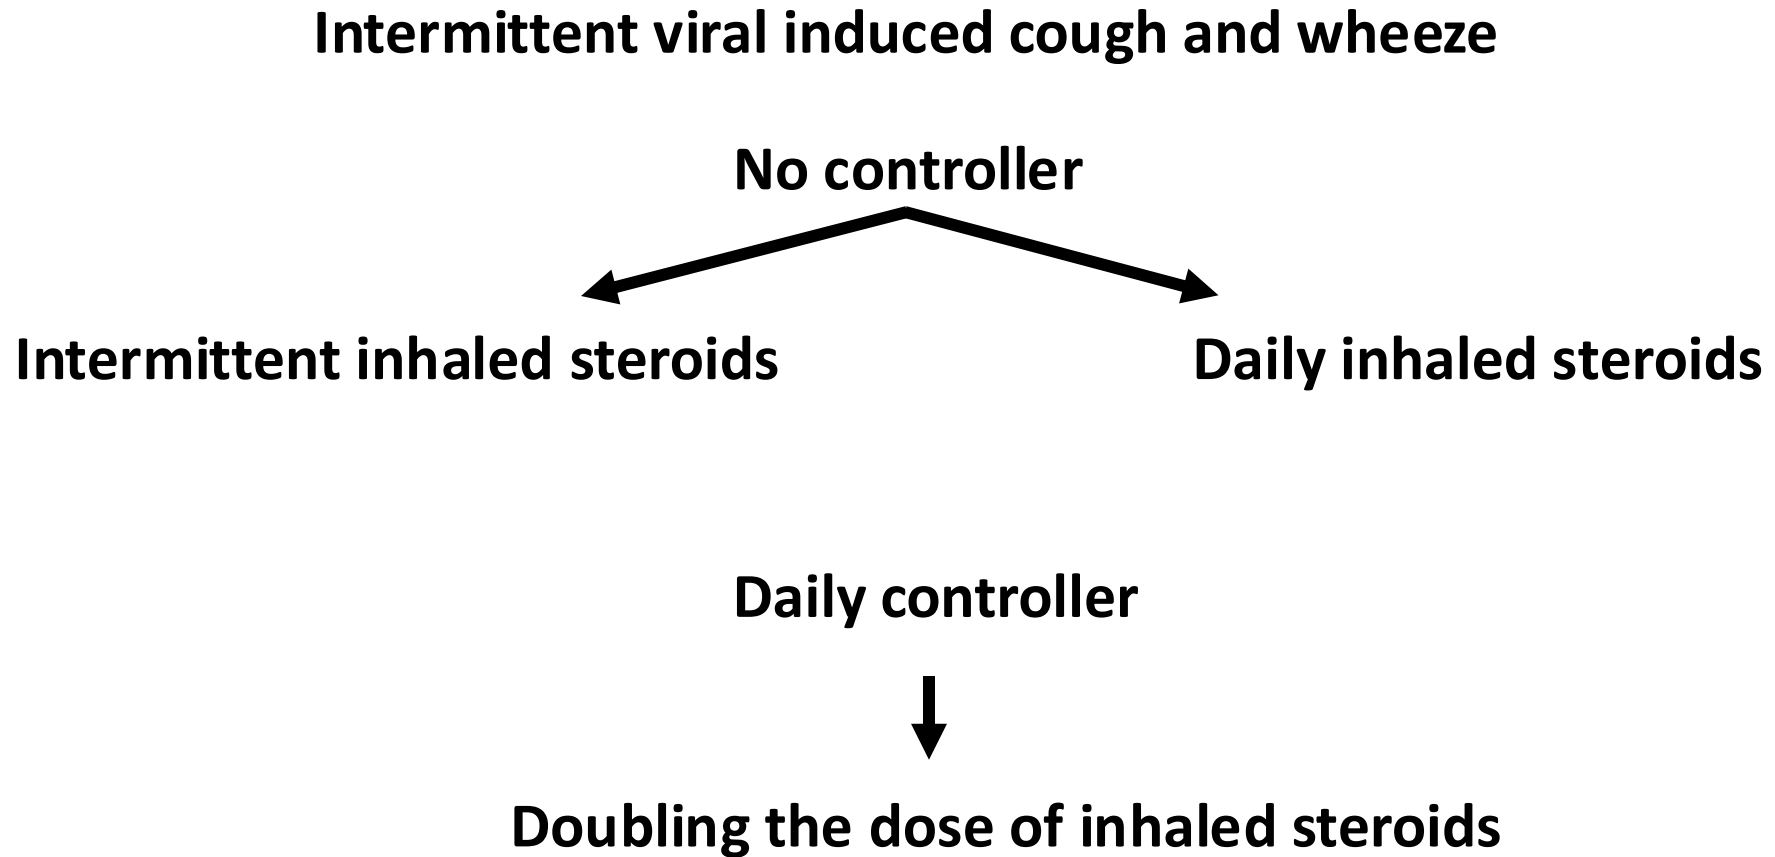 Intermittent viral induced cough and wheeze
No controller
Intermittent inhaled steroids
Daily inhaled steroids
Daily controller
Doubling the dose of inhaled steroids